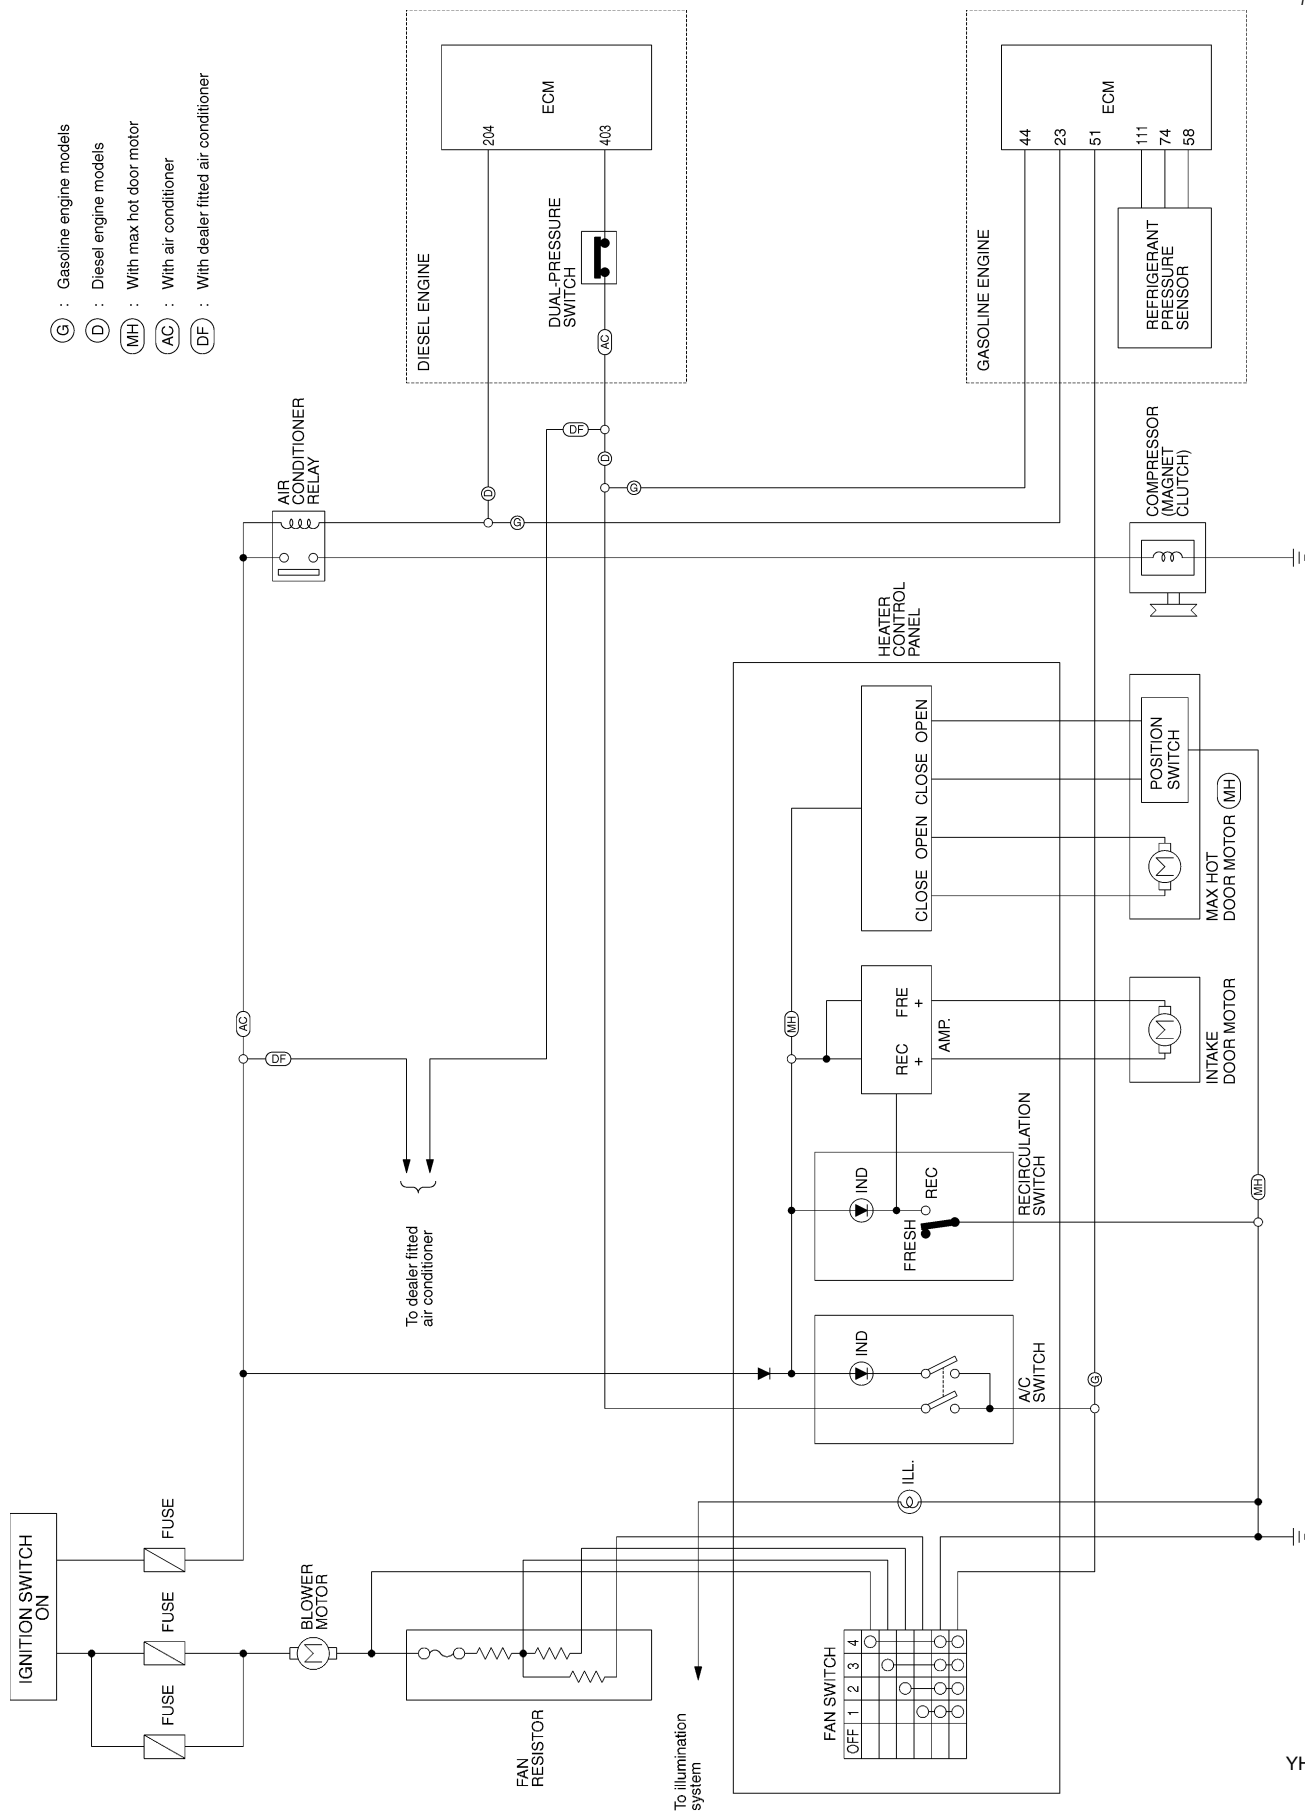 G : Gasoline engine models
D : Diesel engine models
MH : With max hot door motor
AC : With air conditioner
DF : With dealer fitted air conditioner
IGNITION SWITCH
ON
FUSE
FUSE
FUSE
BLOWER
MOTOR
FAN
RESISTOR
To illumination
system
To dealer fitted
air conditioner
AC
DF
AIR
CONDITIONER
RELAY
DIESEL ENGINE
ECM
204
403
DUAL-PRESSURE
SWITCH
AC
DF
D
D
G
G
GASOLINE ENGINE
ECM
44
23
51
111
74
58
REFRIGERANT
PRESSURE
SENSOR
COMPRESSOR
(MAGNET
CLUTCH)
HEATER
CONTROL
PANEL
CLOSE OPEN CLOSE OPEN
MH
REC FRE
+ +
AMP.
IND
FRESH
REC
RECIRCULATION
SWITCH
IND
A/C
SWITCH
ILL.
FAN SWITCH
OFF 1 2 3 4
G
POSITION
SWITCH
M
MAX HOT
DOOR MOTOR MH
M
INTAKE
DOOR MOTOR
MH
M